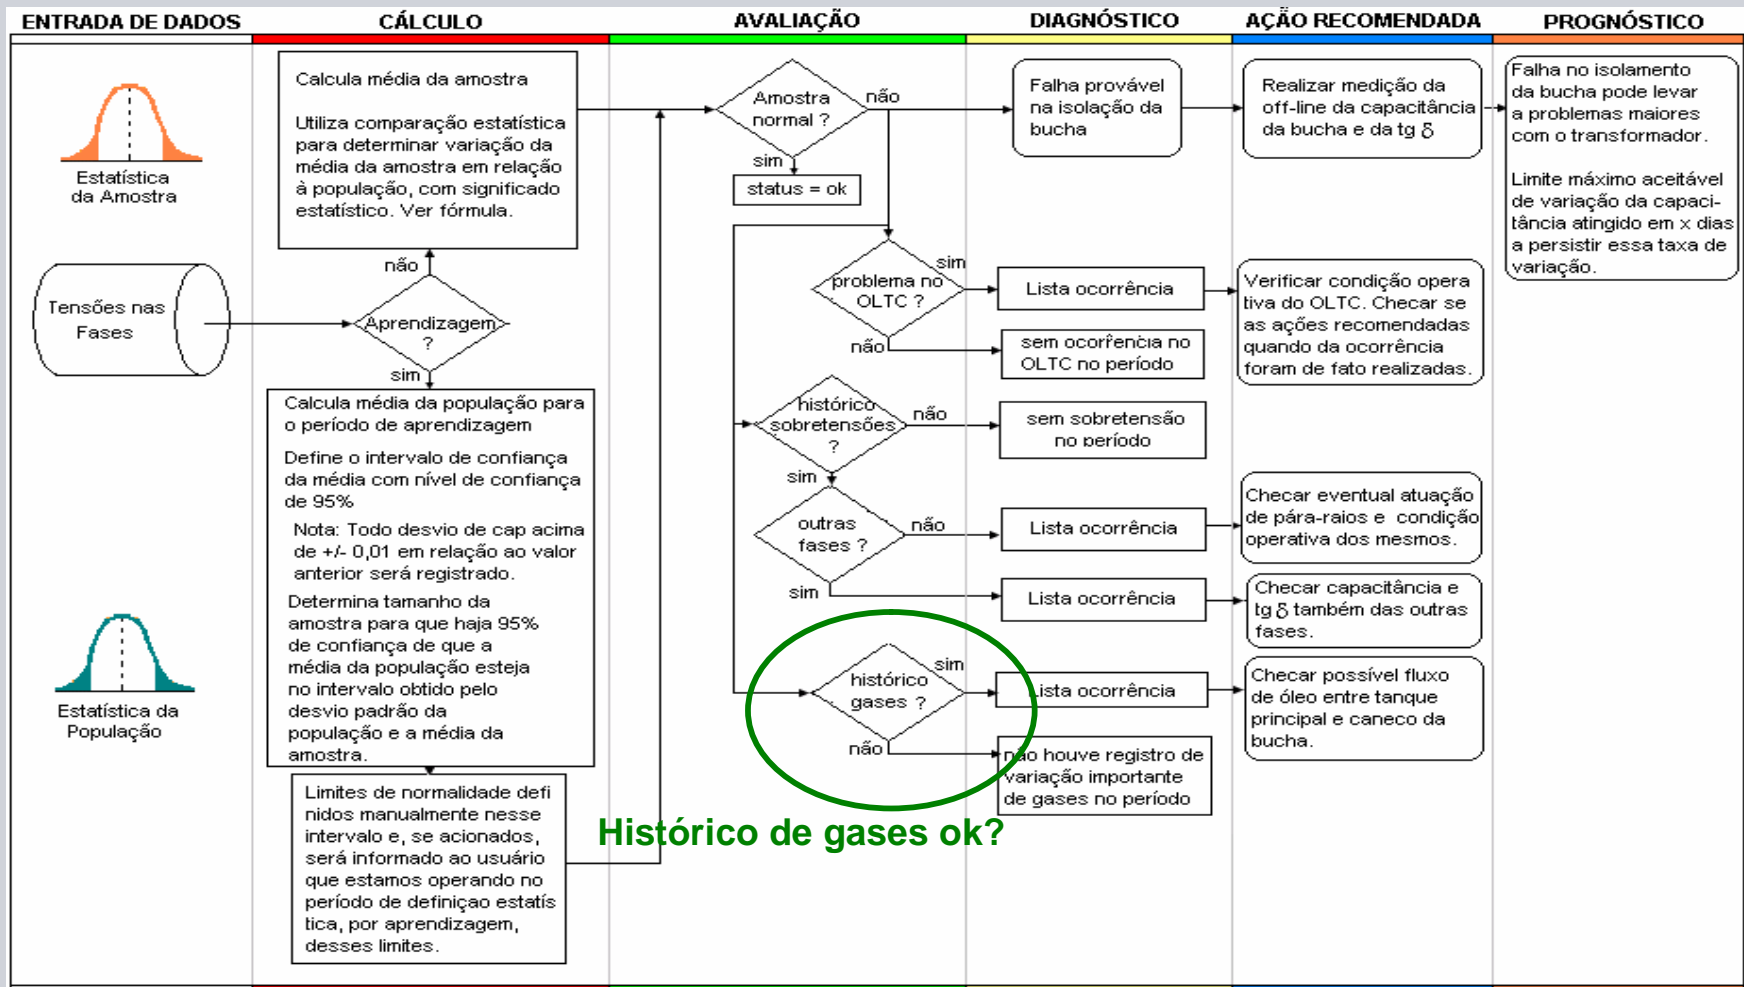 ENTRADA DE DADOS
CÁLCULO
AVALIAÇÃO
DIAGNÓSTICO
AÇÃO RECOMENDADA
PROGNÓSTICO
Estatística
da Amostra
Tensões nas
Fases
Estatística da
População
Calcula média da amostra
Utiliza comparação estatística
para determinar variação da
média da amostra em relação
à população, com significado
estatístico. Ver fórmula.
não
Aprendizagem
?
sim
Calcula média da população para
o período de aprendizagem
Define o intervalo de confiança
da média com nível de confiança
de 95%
Nota: Todo desvio de cap acima
de +/- 0,01 em relação ao valor
anterior será registrado.
Determina tamanho da
amostra para que haja 95%
de confiança de que a
média da população esteja
no intervalo obtido pelo
desvio padrão da
população e a média da
amostra.
Limites de normalidade defi
nidos manualmente nesse
intervalo e, se acionados,
será informado ao usuário
que estamos operando no
período de definiçao estatís
tica, por aprendizagem,
desses limites.
Amostra
normal ?
não
sim
status = ok
problema no
OLTC ?
sim
não
histórico
sobretensões
?
não
sim
outras
fases ?
não
sim
histórico
gases ?
sim
não
Histórico de gases ok?
Falha provável
na isolação da
bucha
Lista ocorrência
sem ocorrencia no
OLTC no período
sem sobretensão
no período
Lista ocorrência
Lista ocorrência
Lista ocorrência
não houve registro de
variação importante
de gases no período
Realizar medição da
off-line da capacitância
da bucha e da tg δ
Verificar condição opera
tiva do OLTC. Checar se
as ações recomendadas
quando da ocorrência
foram de fato realizadas.
Checar eventual atuação
de pára-raios e condição
operativa dos mesmos.
Checar capacitância e
tg δ também das outras
fases.
Checar possível fluxo
de óleo entre tanque
principal e caneco da
bucha.
Falha no isolamento
da bucha pode levar
a problemas maiores
com o transformador.
Limite máximo aceitável
de variação da capaci-
tância atingido em x dias
a persistir essa taxa de
variação.